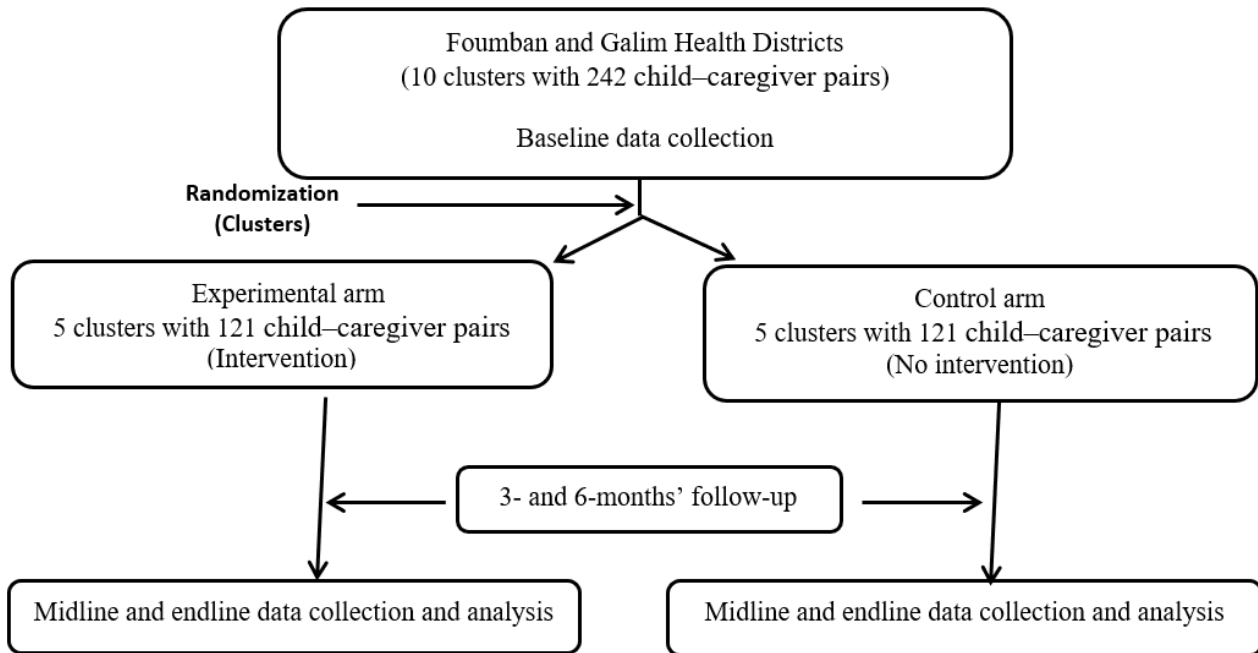 Foumban and Galim Health Districts
(10 clusters with 242 child–caregiver pairs)
Baseline data collection
Randomization
(Clusters)
Experimental arm
5 clusters with 121 child–caregiver pairs
(Intervention)
Control arm
5 clusters with 121 child–caregiver pairs
(No intervention)
3- and 6-months’ follow-up
Midline and endline data collection and analysis
Midline and endline data collection and analysis